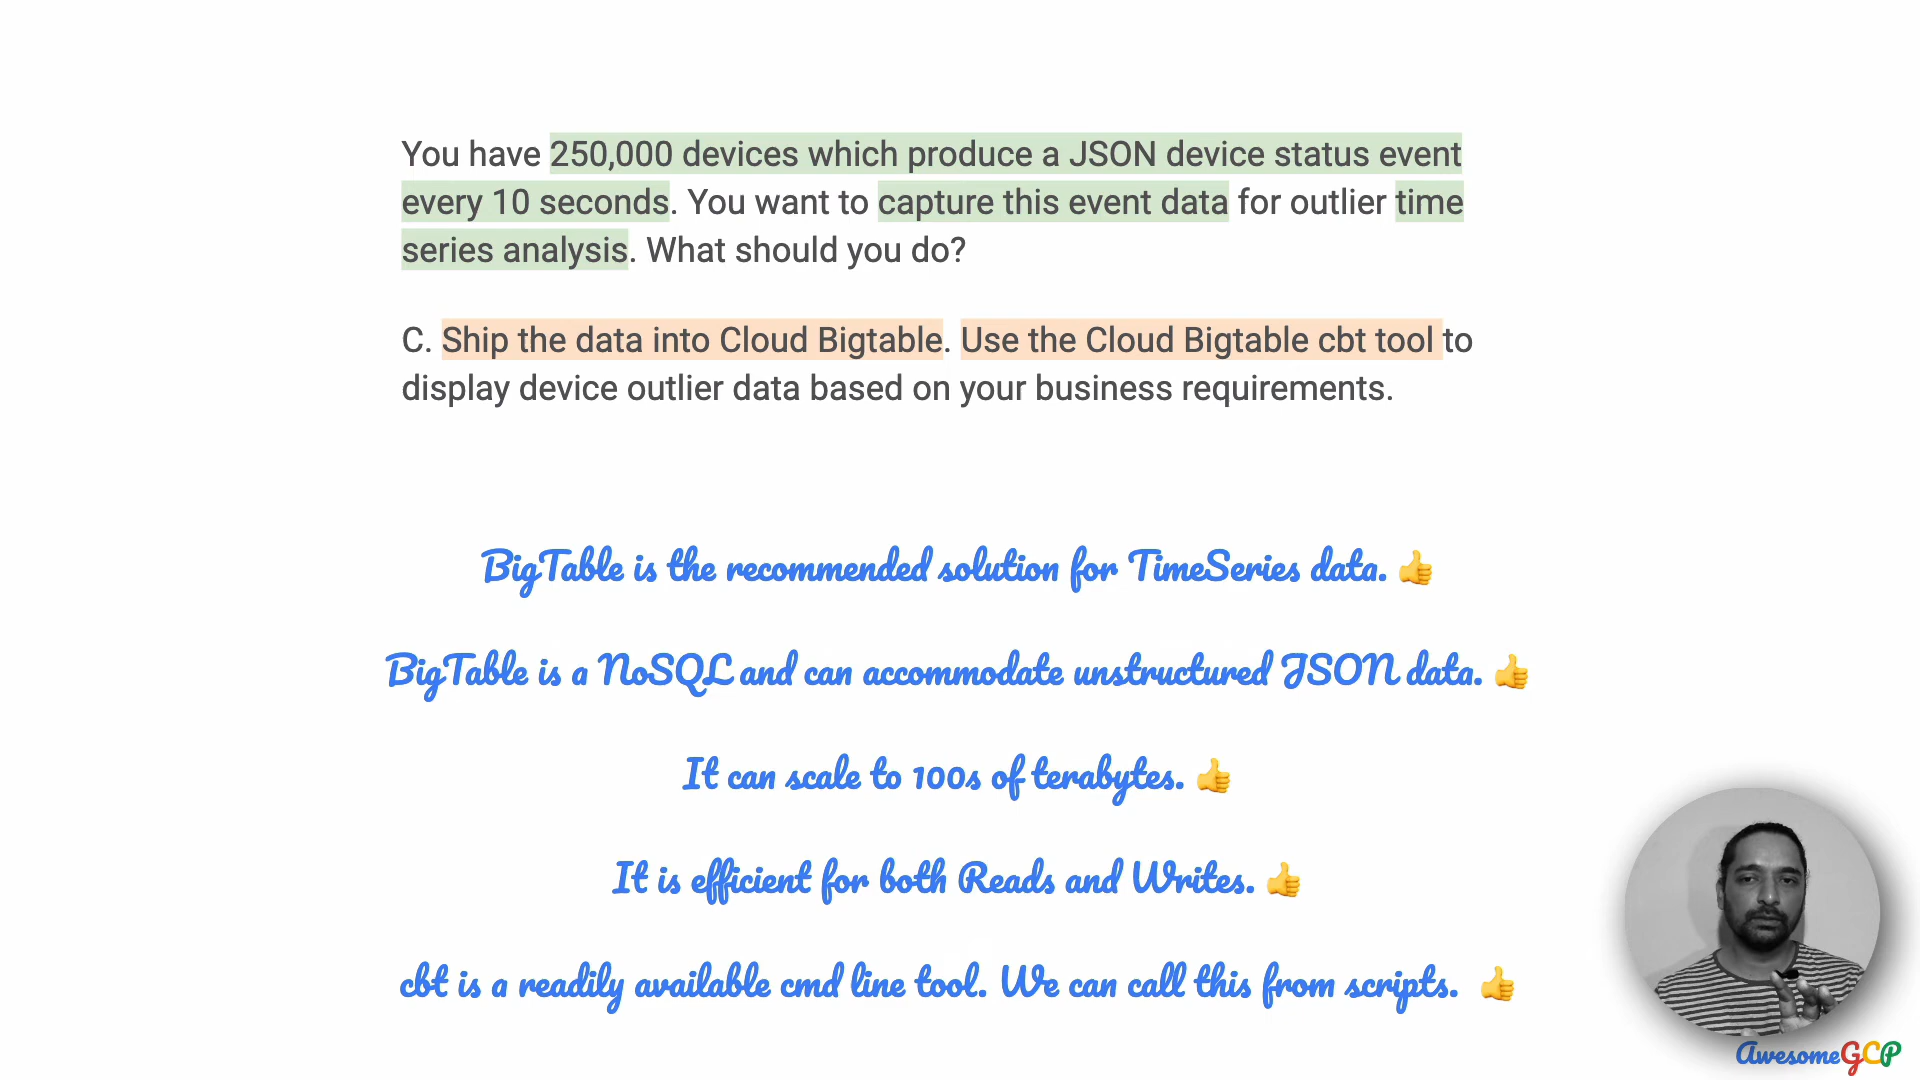 You have 250,000 devices which produce a JSON device status event
every 10 seconds. You want to capture this event data for outlier time
series analysis. What should you do?
C. Ship the data into Cloud Bigtable. Use the Cloud Bigtable cbt tool to
display device outlier data based on your business requirements.
BigTable is the recommended solution for TimeSeries data. 👍
BigTable is a NoSQL and can accommodate unstructured JSON data. 👍
It can scale to 100s of terabytes. 👍
It is efficient for both Reads and Writes. 👍
cbt is a readily available cmd line tool. We can call this from scripts. 👍
AwesomeGCP